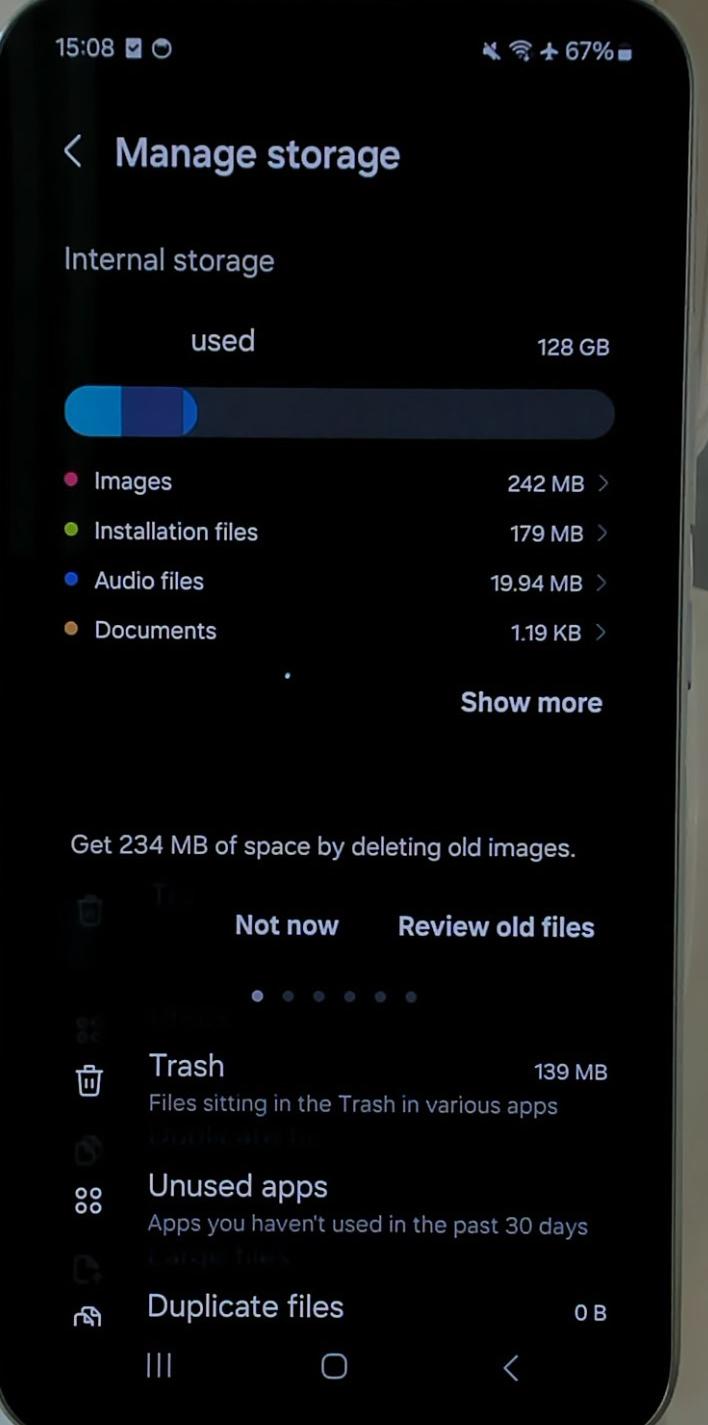 15:08 67%
Manage storage
Internal storage
used 128 GB
Images 242 MB
Installation files 179 MB
Audio files 19.94 MB
Documents 1.19 KB
Show more
Get 234 MB of space by deleting old images.
Not now Review old files
Trash 139 MB
Files sitting in the Trash in various apps
Unused apps
Apps you haven't used in the past 30 days
Large files
Duplicate files 0 B